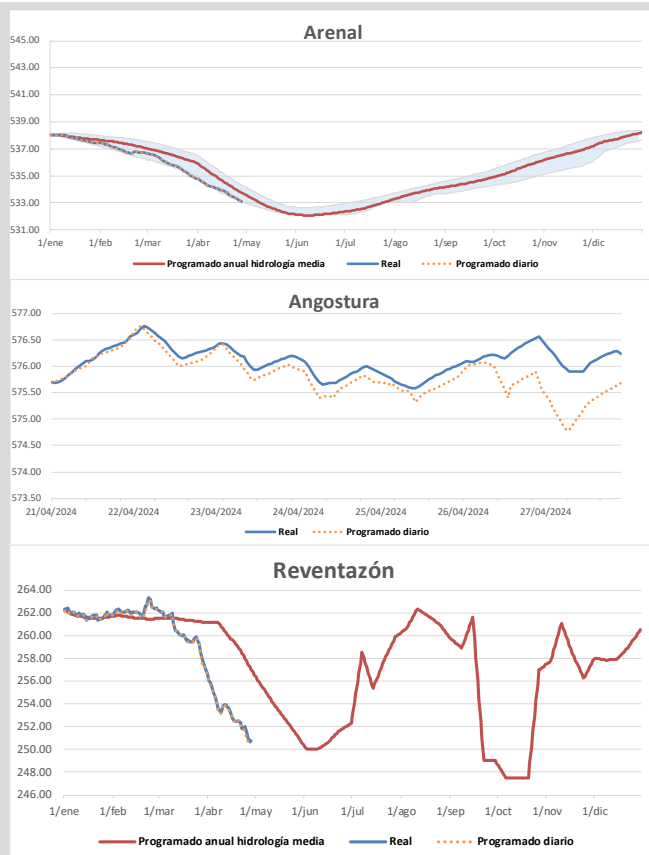 Arenal
545.00
543.00
541.00
539.00
537.00
535.00
533.00
531.00
1/ene 1/feb 1/mar 1/abr 1/may 1/jun 1/jul 1/ago 1/sep 1/oct 1/nov 1/dic
Programado anual hidrología media Real Programado diario
Angostura
577.00
576.50
576.00
575.50
575.00
574.50
574.00
573.50
21/04/2024 22/04/2024 23/04/2024 24/04/2024 25/04/2024 26/04/2024 27/04/2024
Real Programado diario
Reventazón
264.00
262.00
260.00
258.00
256.00
254.00
252.00
250.00
248.00
246.00
1/ene 1/feb 1/mar 1/abr 1/may 1/jun 1/jul 1/ago 1/sep 1/oct 1/nov 1/dic
Programado anual hidrología media Real Programado diario